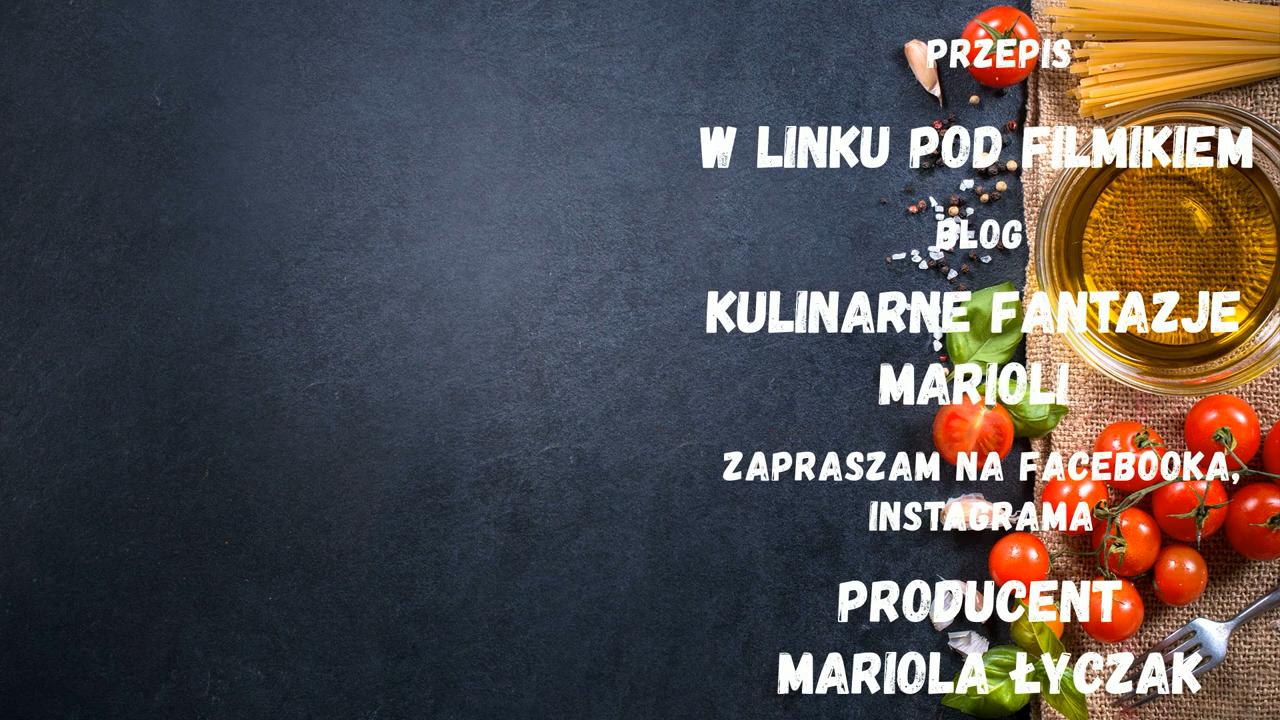 PRZEPIS
W LINKU POD FILMIKIEM
BLOG
KULINARNE FANTAZJE
MARIOLI
ZAPRASZAM NA FACEBOOKA,
INSTAGRAMA
PRODUCENT
MARIOLA ŁYCZAK